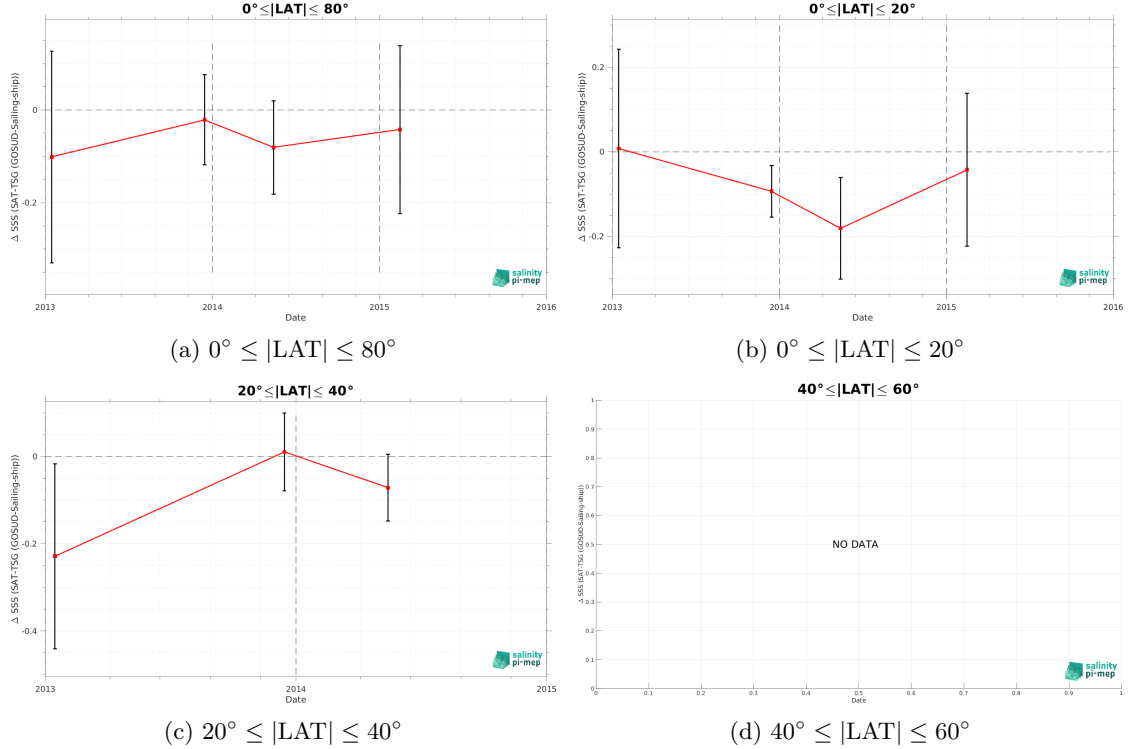 0°≤|LAT|≤ 80°
Δ SSS (SAT-TSG (GOSUD-Sailing-ship))
0
-0.2
2013
2014
2015
2016
Date
salinity
pi-mep
(a) 0° ≤ |LAT| ≤ 80°
0°≤|LAT|≤ 20°
Δ SSS (SAT-TSG (GOSUD-Sailing-ship))
0.2
0
-0.2
2013
2014
2015
2016
Date
salinity
pi-mep
(b) 0° ≤ |LAT| ≤ 20°
20°≤|LAT|≤ 40°
Δ SSS (SAT-TSG (GOSUD-Sailing-ship))
0
-0.2
-0.4
2013
2014
2015
Date
salinity
pi-mep
(c) 20° ≤ |LAT| ≤ 40°
40°≤|LAT|≤ 60°
Δ SSS (SAT-TSG (GOSUD-Sailing-ship))
1
0.9
0.8
0.7
0.6
0.5
0.4
0.3
0.2
0.1
0
NO DATA
0
0.1
0.2
0.3
0.4
0.5
0.6
0.7
0.8
0.9
1
Date
salinity
pi-mep
(d) 40° ≤ |LAT| ≤ 60°